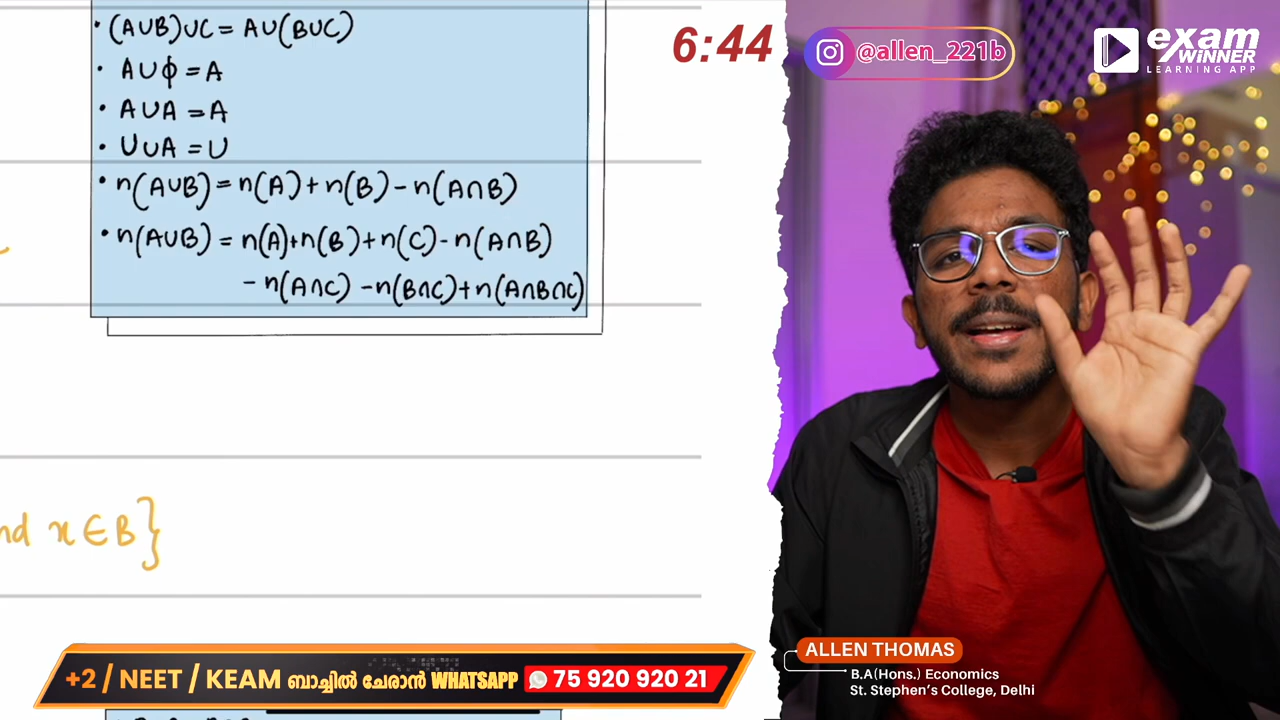 • (A∪B)∪C = A∪(B∪C)
• A∪ϕ = A
• A∪A = A
• U∪A = U
• n(A∪B) = n(A) + n(B) - n(A∩B)
• n(A∪B) = n(A)+n(B)+n(C) - n(A∩B)
- n(A∩C) - n(B∩C) + n(A∩B∩C)
x ∈ B}
6:44
@allen_221b
exam
WiNNER
LEARNING APP
ALLEN THOMAS
B.A(Hons.) Economics
St. Stephen's College, Delhi
+2 / NEET / KEAM ബാച്ചിൽ ചേരാൻ WHATSAPP 75 920 920 21